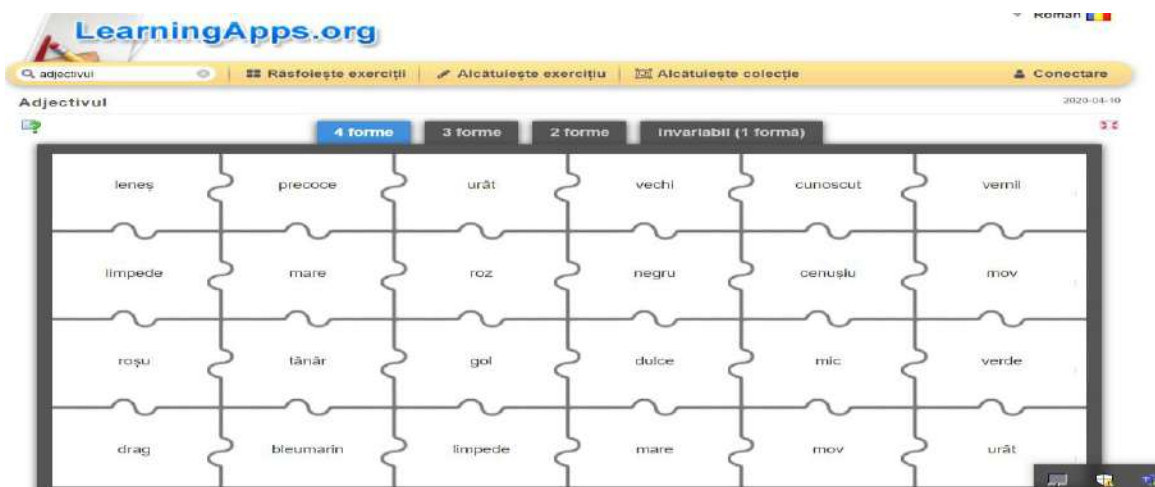 Român
LearningApps.org
adjectivul Răsfoiește exerciții Alcătuiește exercițiu Alcătuiește colecție Conectare
Adjectivul 2020-04-10
4 forme 3 forme 2 forme Invariabil (1 formă)
leneș precoce urât vechi cunoscut vernil
limpede mare roz negru cenușiu mov
roșu tânăr gol dulce mic verde
drag bleumarin limpede mare mov urât